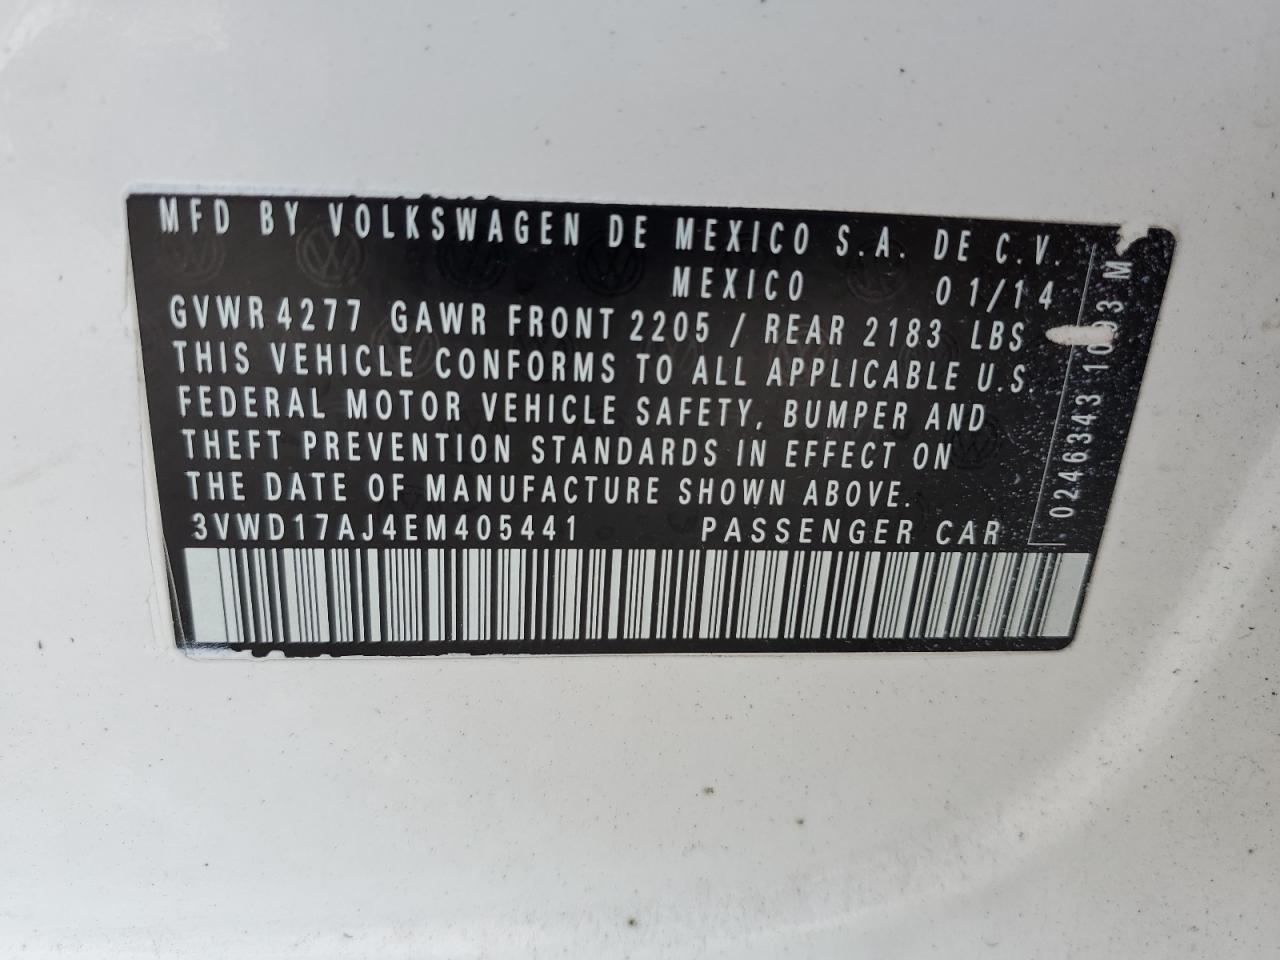 MFD BY VOLKSWAGEN DE MEXICO S.A. DE C.V.
MEXICO 01/14
GVWR 4277 GAWR FRONT 2205 / REAR 2183 LBS
THIS VEHICLE CONFORMS TO ALL APPLICABLE U.S.
FEDERAL MOTOR VEHICLE SAFETY, BUMPER AND
THEFT PREVENTION STANDARDS IN EFFECT ON
THE DATE OF MANUFACTURE SHOWN ABOVE.
3VWD17AJ4EM405441 PASSENGER CAR